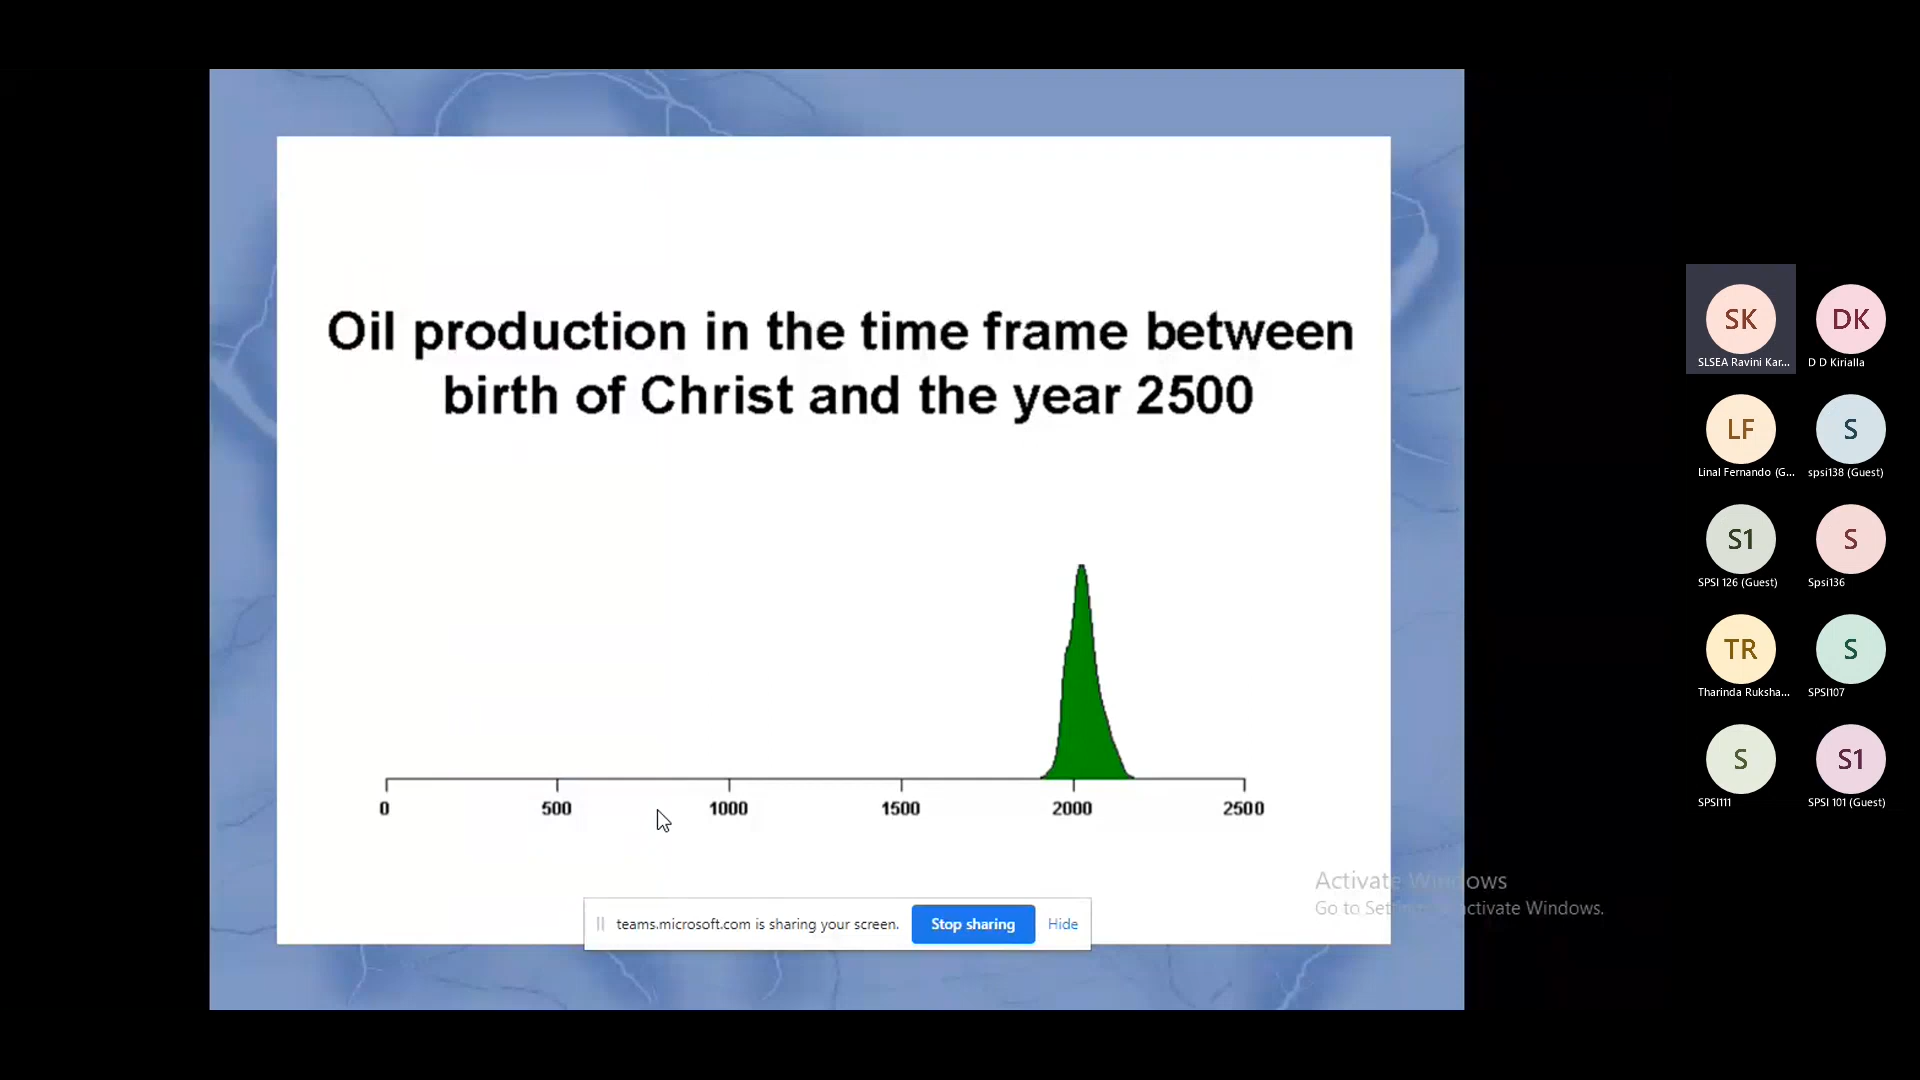 Oil production in the time frame between
birth of Christ and the year 2500
0 500 1000 1500 2000 2500
teams.microsoft.com is sharing your screen. Stop sharing Hide
Activate Windows
Go to Settings to activate Windows.
SK DK
SLSEA Ravini Kar... D D Kirialla
LF S
Linal Fernando (G... spsi138 (Guest)
S1 S
SPSI 126 (Guest) Spsi136
TR S
Tharinda Ruksha... SPSI107
S S1
SPSI111 SPSI 101 (Guest)